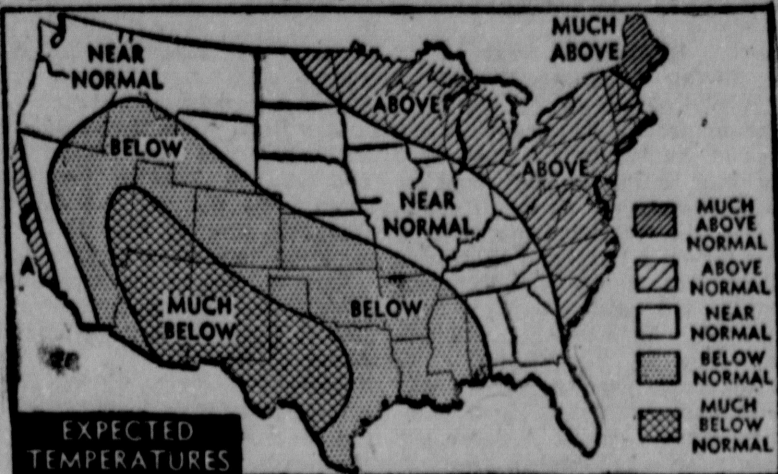 MUCH
ABOVE
NEAR
NORMAL
ABOVE
BELOW
ABOVE
NEAR
NORMAL
A
MUCH
BELOW
BELOW
MUCH
ABOVE
NORMAL
ABOVE
NORMAL
NEAR
NORMAL
BELOW
NORMAL
MUCH
BELOW
NORMAL
EXPECTED
TEMPERATURES